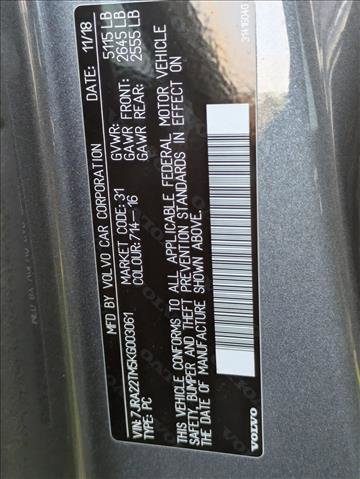 MFD. BY VOLVO CAR CORPORATION
DATE: 11/18
MARKET CODE: 31
COLOUR: 714-16
GVWR: 5115 LB
GAWR FRONT: 2645 LB
GAWR REAR: 2555 LB
VIN: 7JRA22TM5KG003061
TYPE: PC
THIS VEHICLE CONFORMS TO ALL APPLICABLE FEDERAL MOTOR VEHICLE
SAFETY, BUMPER AND THEFT PREVENTION STANDARDS IN EFFECT ON
THE DATE OF MANUFACTURE SHOWN ABOVE.
VOLVO
31415040